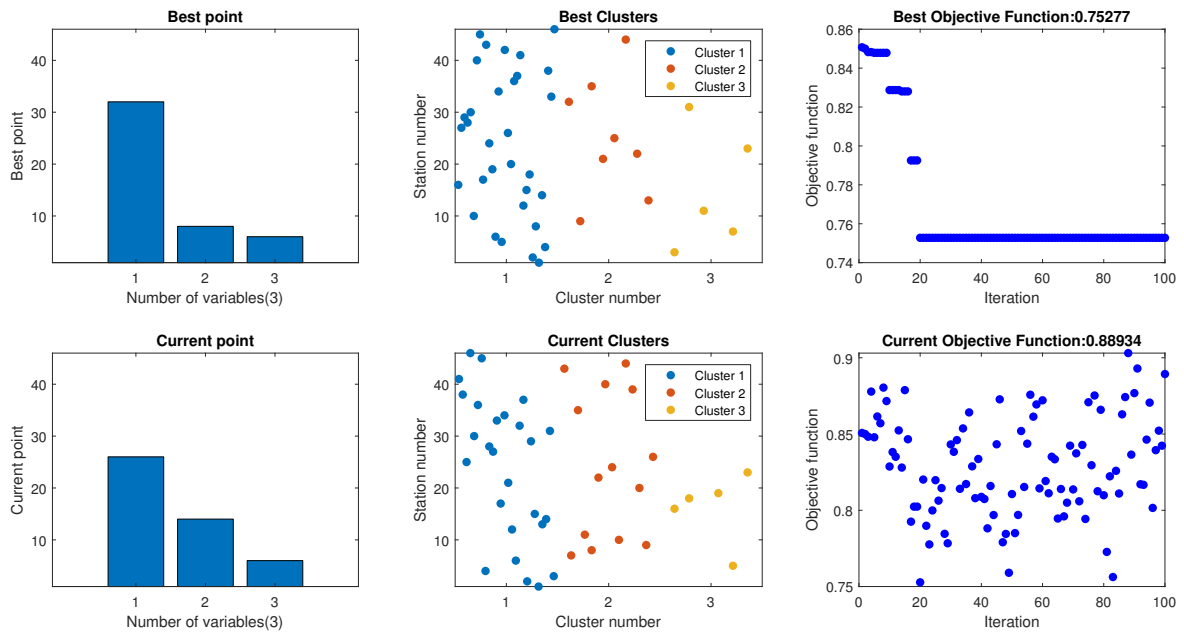 Best point
40
30
20
10
Best point
1 2 3
Number of variables(3)
Best Clusters
40
30
20
10
Station number
Cluster 1
Cluster 2
Cluster 3
1 2 3
Cluster number
Best Objective Function:0.75277
0.86
0.84
0.82
0.8
0.78
0.76
0.74
Objective function
0 20 40 60 80 100
Iteration
Current point
40
30
20
10
Current point
1 2 3
Number of variables(3)
Current Clusters
40
30
20
10
Station number
Cluster 1
Cluster 2
Cluster 3
1 2 3
Cluster number
Current Objective Function:0.88934
0.9
0.85
0.8
0.75
Objective function
0 20 40 60 80 100
Iteration